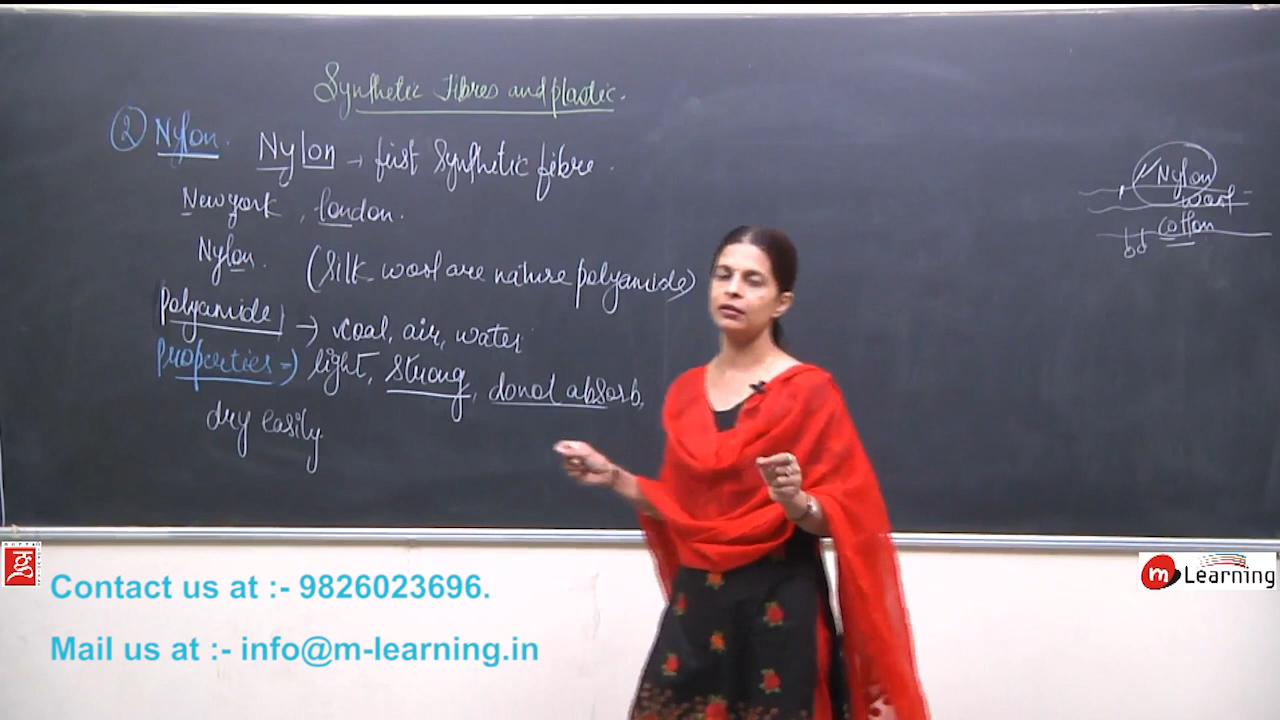 Synthetic Fibres and plastic.
② Nylon. Nylon → first Synthetic fibre.
Newyork, london.
Nylon. (Silk wool are nature polyamide)
polyamide) → coal, air, water
properties → light, strong, donot absorb,
dry easily
Nylon
wool
Cotton
Contact us at :- 9826023696.
Mail us at :- info@m-learning.in
m Learning